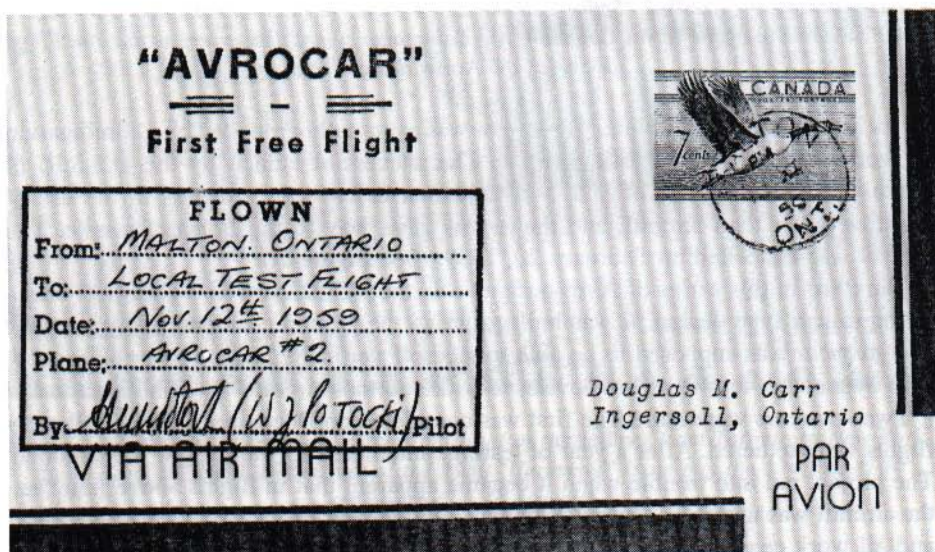 "AVROCAR"
First Free Flight
CANADA
7 cents
ONT.
FLOWN
From: MALTON. ONTARIO
To: LOCAL TEST FLIGHT
Date: Nov. 12th 1959
Plane: AVROCAR #2.
By (W J POTOCKI) Pilot
VIA AIR MAIL
Douglas M. Carr
Ingersoll, Ontario
PAR
AVION